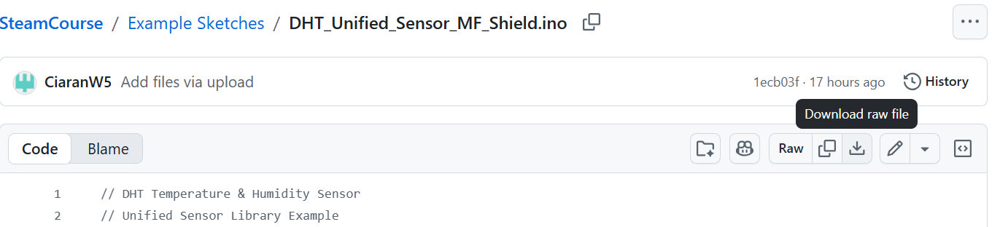 SteamCourse / Example Sketches / DHT_Unified_Sensor_MF_Shield.ino
CiaranW5 Add files via upload 1ecb03f · 17 hours ago History
Download raw file
Code Blame Raw
1 // DHT Temperature & Humidity Sensor
2 // Unified Sensor Library Example